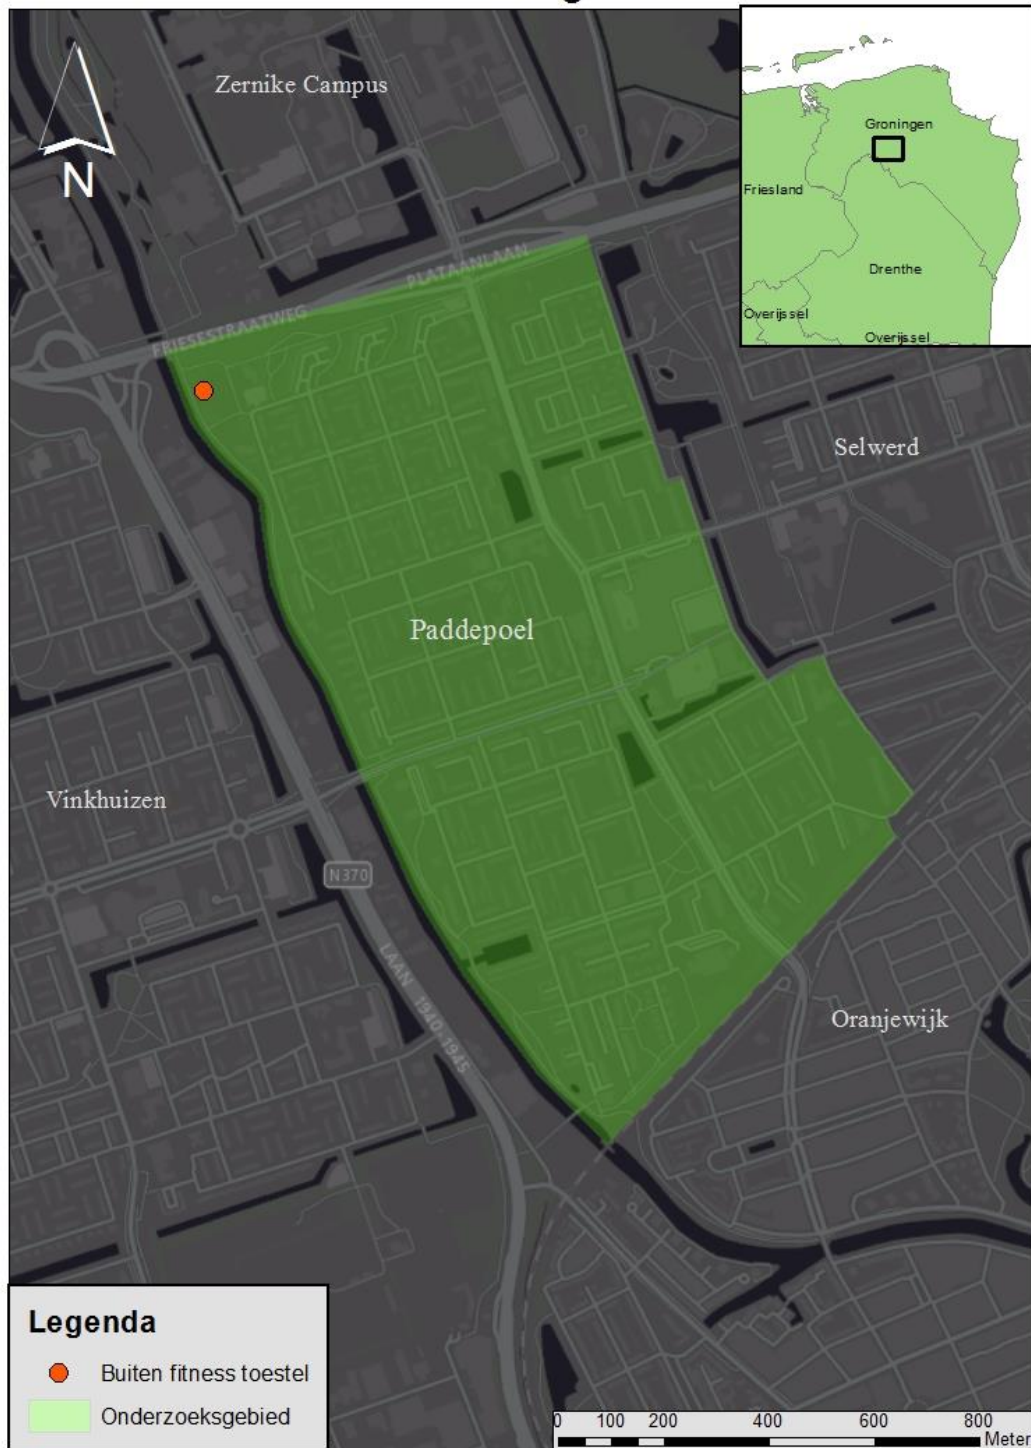 Zernike Campus
N
Groningen
Friesland
Drenthe
Overijssel
Overijssel
PLATAANLAAN
FRIESESTRAATWEG
Selwerd
Paddepoel
Vinkhuizen
N370
LAAN 1940-1945
Oranjewijk
Legenda
Buiten fitness toestel
Onderzoeksgebied
0 100 200 400 600 800
Meter